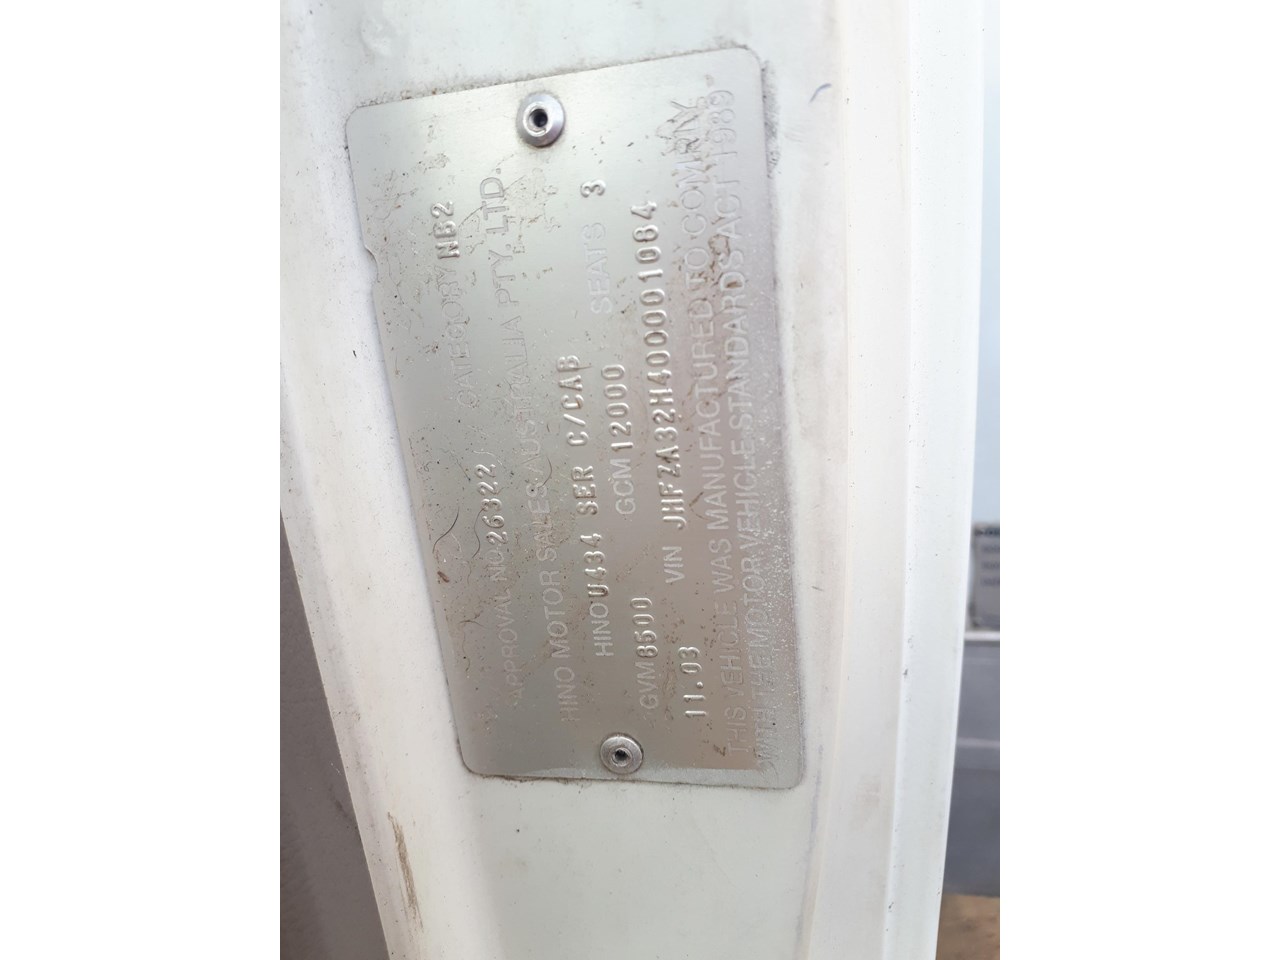 APPROVAL NO 26322 CATEGORY NB2
HINO MOTOR SALES AUSTRALIA PTY. LTD.
HINO U434 SER C/CAB
GVM 8500 GCM 12000 SEATS 3
11.03 VIN JHFZA32H400001084
THIS VEHICLE WAS MANUFACTURED TO COMPLY
WITH THE MOTOR VEHICLE STANDARDS ACT 1989